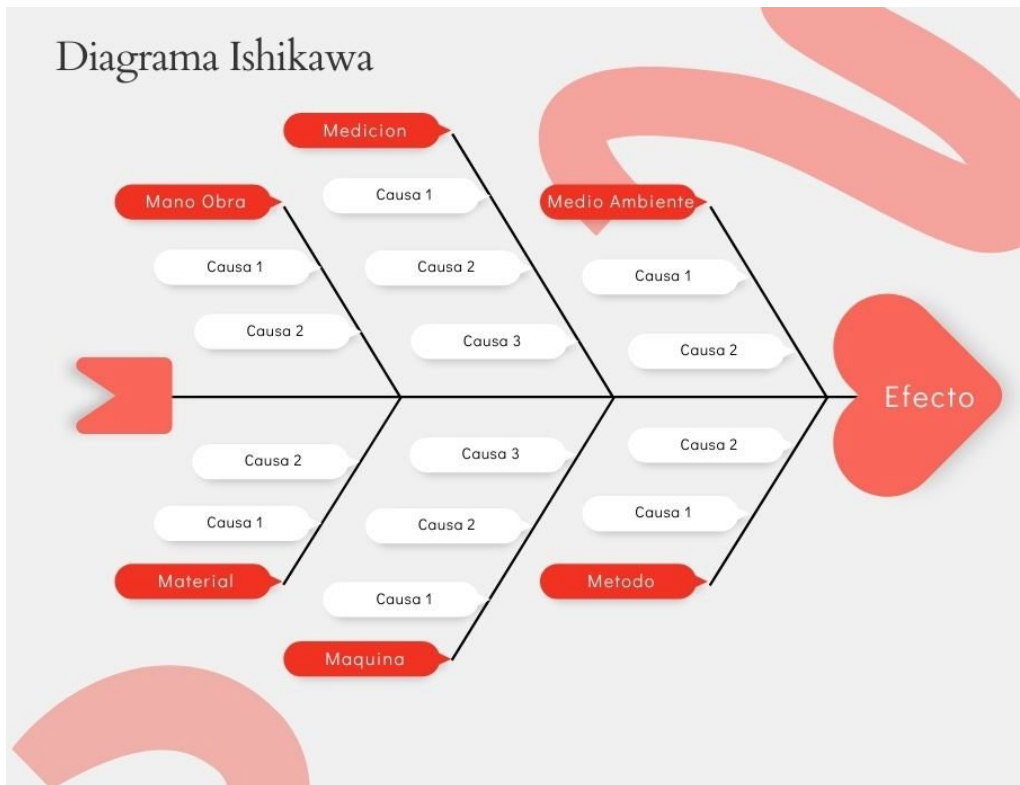 Diagrama Ishikawa
Medicion
Causa 1
Mano Obra
Medio Ambiente
Causa 1
Causa 2
Causa 1
Causa 2
Causa 3
Causa 2
Efecto
Causa 2
Causa 3
Causa 2
Causa 1
Causa 2
Causa 1
Material
Causa 1
Metodo
Maquina